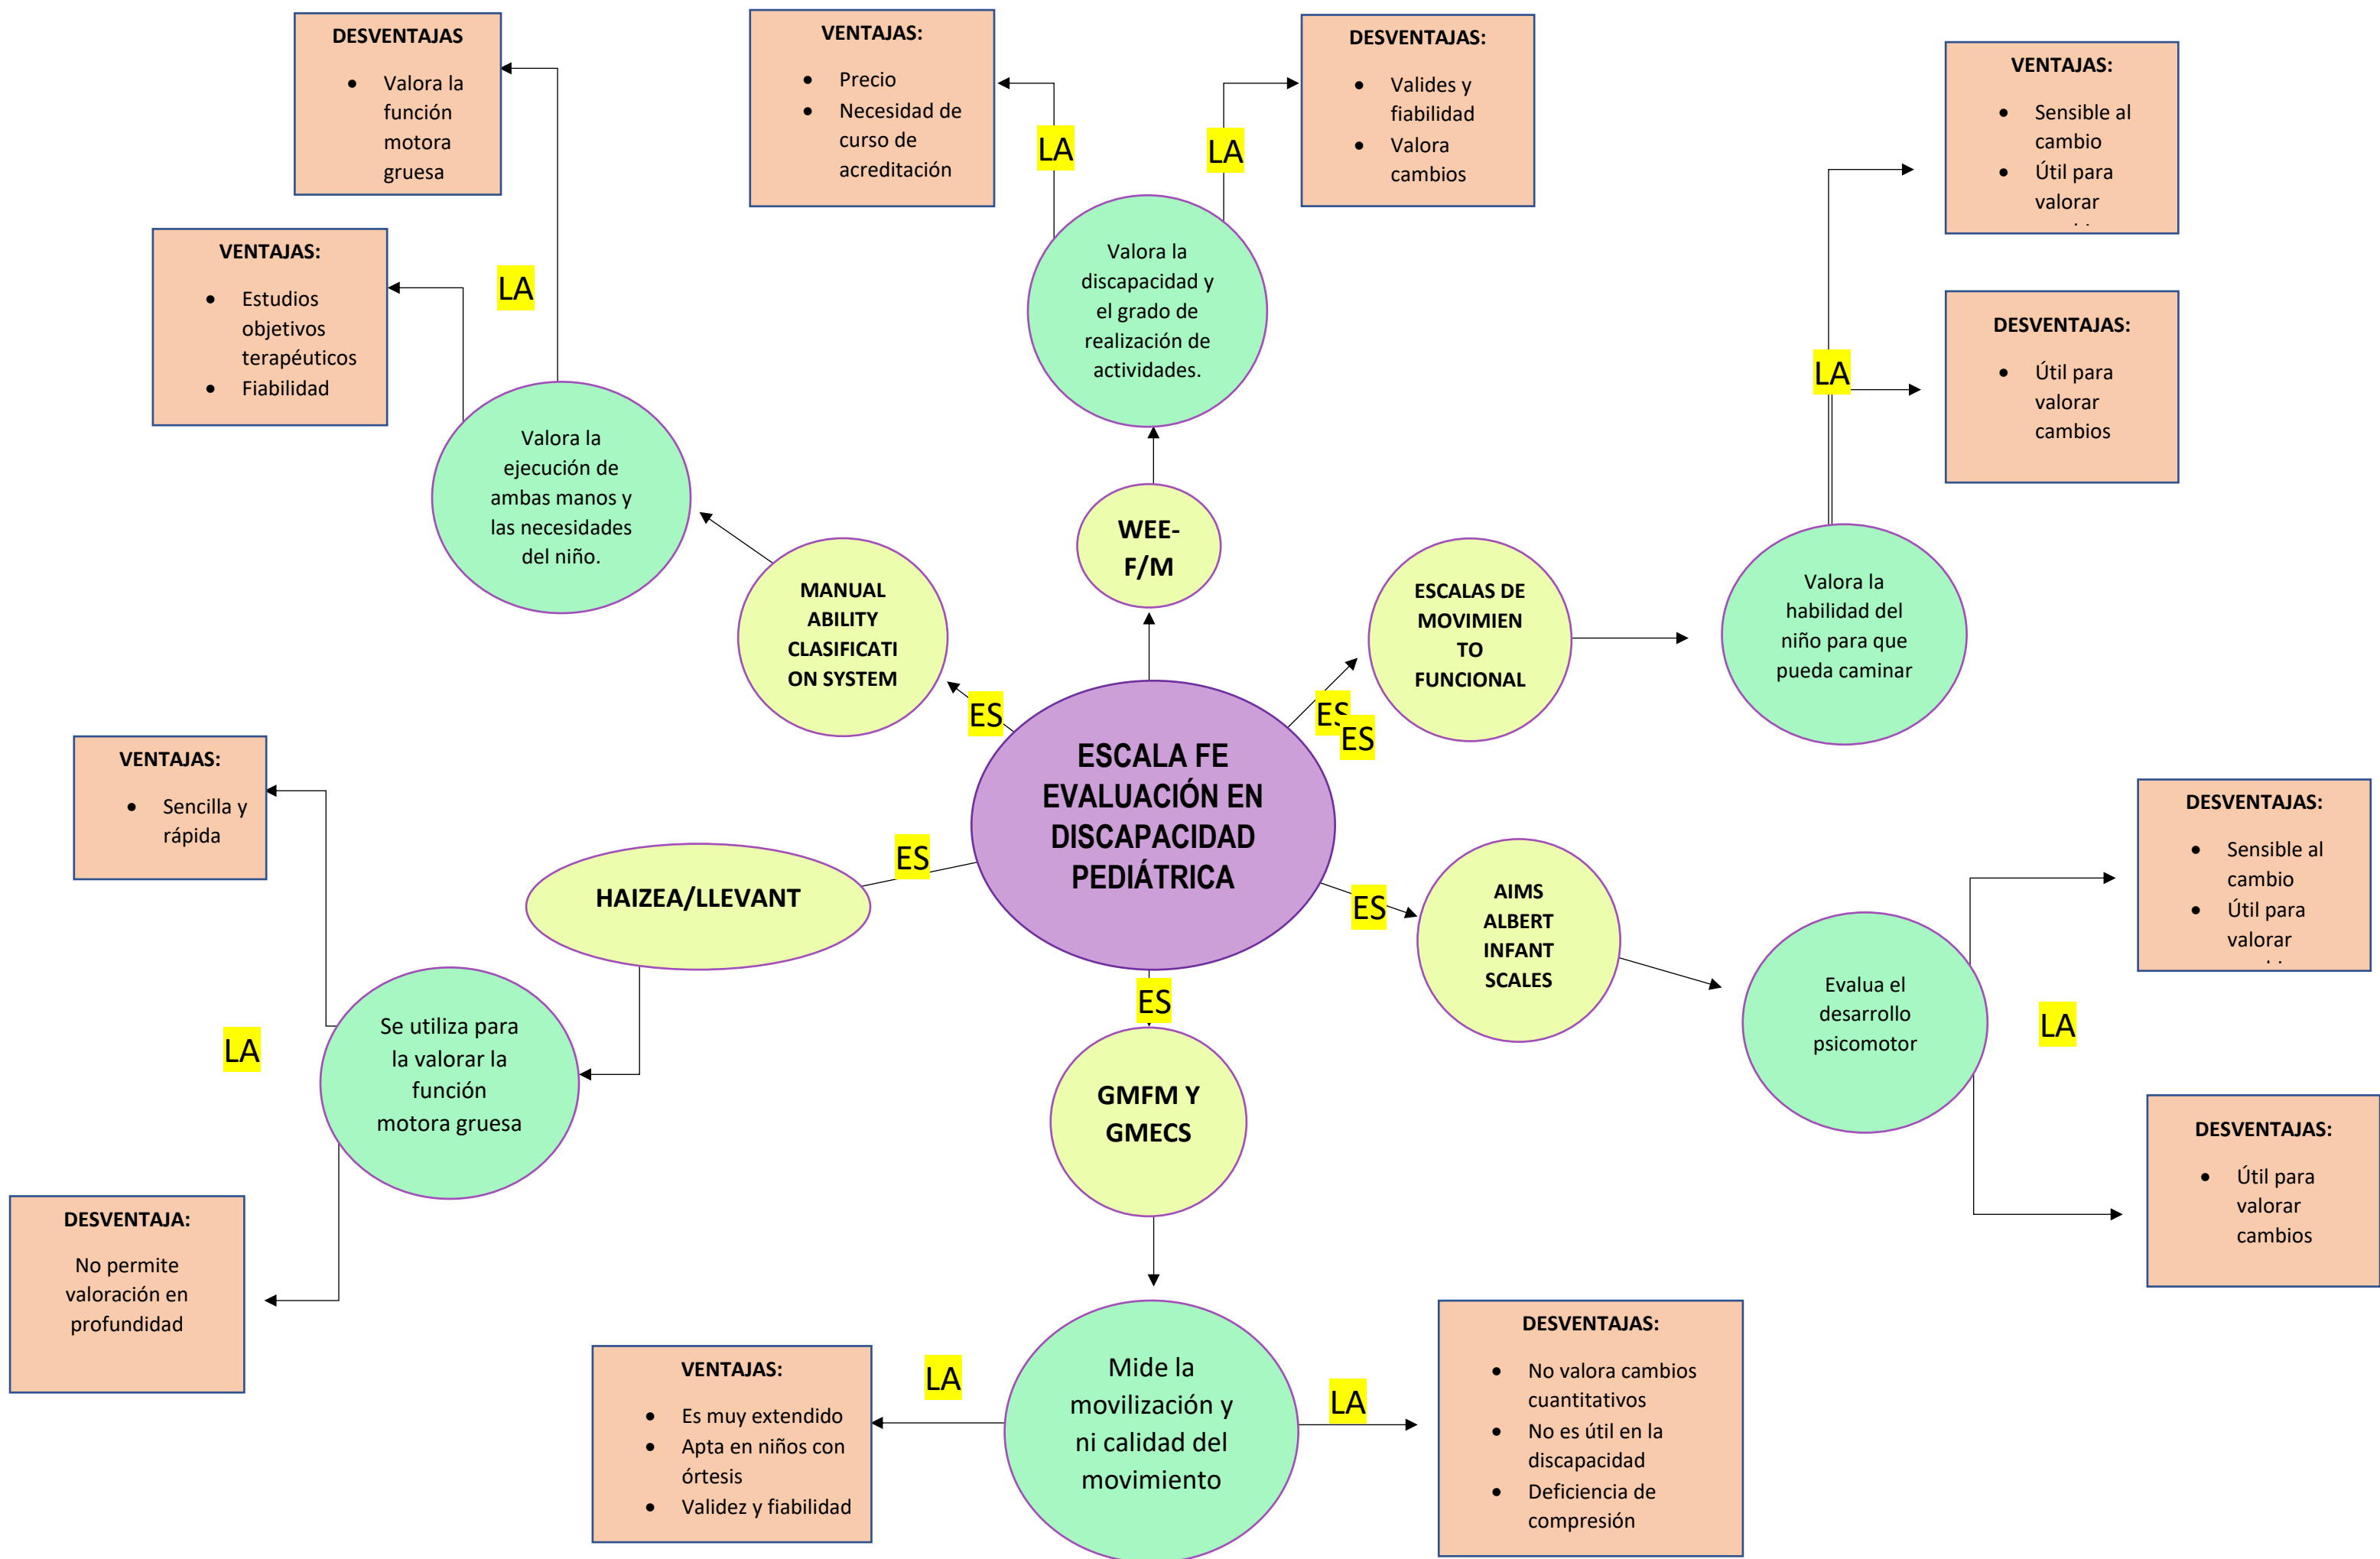 DESVENTAJAS
• Valora la
función
motora
gruesa
VENTAJAS:
• Precio
• Necesidad de
curso de
acreditación
DESVENTAJAS:
• Valides y
fiabilidad
• Valora
cambios
VENTAJAS:
• Sensible al
cambio
• Útil para
valorar
LA
LA
VENTAJAS:
• Estudios
objetivos
terapéuticos
• Fiabilidad
LA
Valora la
discapacidad y
el grado de
realización de
actividades.
DESVENTAJAS:
• Útil para
valorar
cambios
LA
Valora la
ejecución de
ambas manos y
las necesidades
del niño.
WEE-
F/M
MANUAL
ABILITY
CLASIFICATI
ON SYSTEM
ESCALAS DE
MOVIMIEN
TO
FUNCIONAL
Valora la
habilidad del
niño para que
pueda caminar
ES
ES
ES
ESCALA FE
EVALUACIÓN EN
DISCAPACIDAD
PEDIÁTRICA
VENTAJAS:
• Sencilla y
rápida
HAIZEA/LLEVANT
ES
ES
AIMS
ALBERT
INFANT
SCALES
DESVENTAJAS:
• Sensible al
cambio
• Útil para
valorar
Evalua el
desarrollo
psicomotor
LA
ES
Se utiliza para
la valorar la
función
motora gruesa
LA
GMFM Y
GMECS
DESVENTAJAS:
• Útil para
valorar
cambios
DESVENTAJA:
No permite
valoración en
profundidad
VENTAJAS:
• Es muy extendido
• Apta en niños con
órtesis
• Validez y fiabilidad
LA
Mide la
movilización y
ni calidad del
movimiento
LA
DESVENTAJAS:
• No valora cambios
cuantitativos
• No es útil en la
discapacidad
• Deficiencia de
compresión